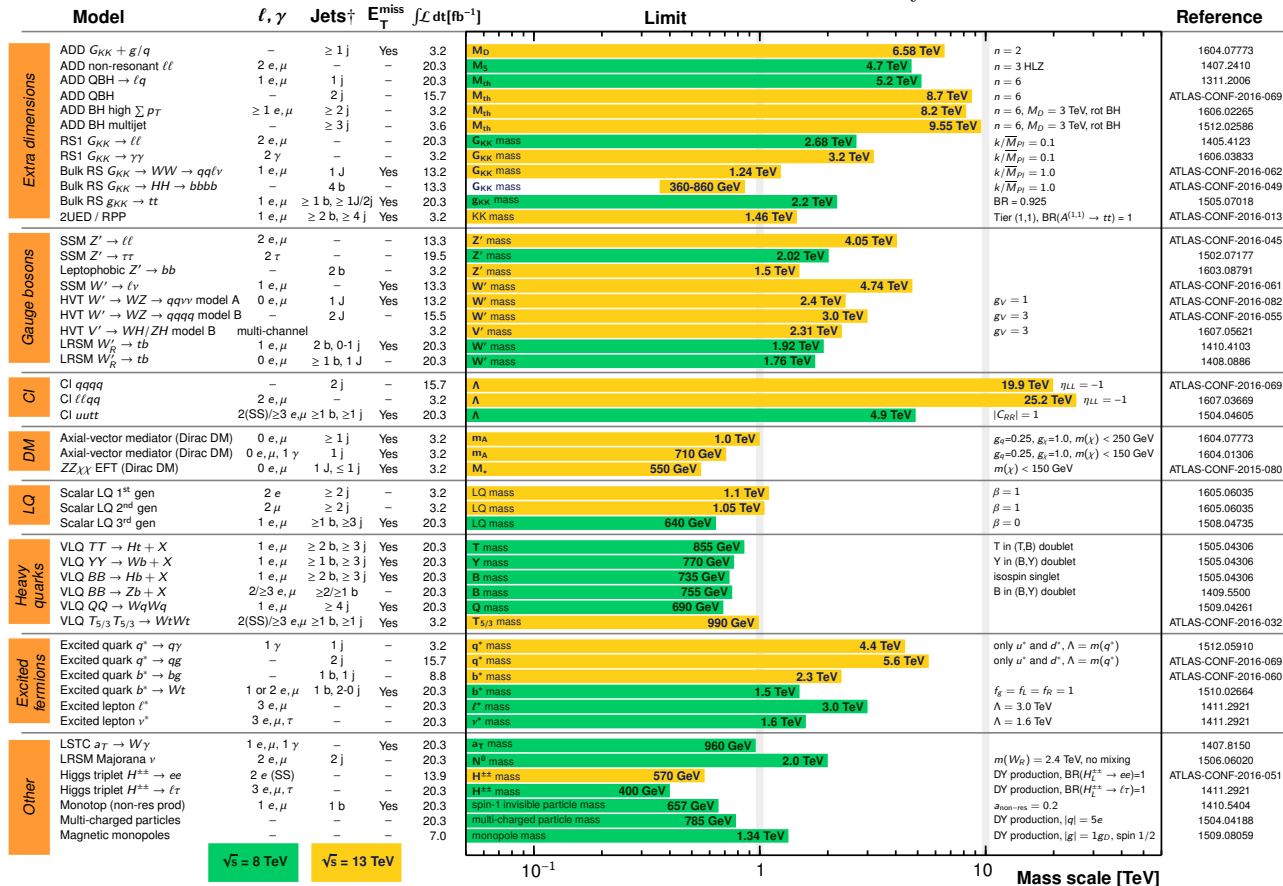 Model ℓ, γ Jets† E_T^miss ∫ℒ dt[fb⁻¹] Limit Reference
Extra dimensions
ADD G_KK + g/q – ≥ 1 j Yes 3.2 M_D 6.58 TeV n = 2 1604.07773
ADD non-resonant ℓℓ 2 e, μ – – 20.3 M_S 4.7 TeV n = 3 HLZ 1407.2410
ADD QBH → ℓq 1 e, μ 1 j – 20.3 M_th 5.2 TeV n = 6 1311.2006
ADD QBH – 2 j – 15.7 M_th 8.7 TeV n = 6 ATLAS-CONF-2016-069
ADD BH high ∑ p_T ≥ 1 e, μ ≥ 2 j – 3.2 M_th 8.2 TeV n = 6, M_D = 3 TeV, rot BH 1606.02265
ADD BH multijet – ≥ 3 j – 3.6 M_th 9.55 TeV n = 6, M_D = 3 TeV, rot BH 1512.02586
RS1 G_KK → ℓℓ 2 e, μ – – 20.3 G_KK mass 2.68 TeV k/M̅_Pl = 0.1 1405.4123
RS1 G_KK → γγ 2 γ – – 3.2 G_KK mass 3.2 TeV k/M̅_Pl = 0.1 1606.03833
Bulk RS G_KK → WW → qqℓν 1 e, μ 1 J Yes 13.2 G_KK mass 1.24 TeV k/M̅_Pl = 1.0 ATLAS-CONF-2016-062
Bulk RS G_KK → HH → bbbb – 4 b – 13.3 G_KK mass 360-860 GeV k/M̅_Pl = 1.0 ATLAS-CONF-2016-049
Bulk RS g_KK → tt 1 e, μ ≥ 1 b, ≥ 1J/2j Yes 20.3 g_KK mass 2.2 TeV BR = 0.925 1505.07018
2UED / RPP 1 e, μ ≥ 2 b, ≥ 4 j Yes 3.2 KK mass 1.46 TeV Tier (1,1), BR(A^(1,1) → tt) = 1 ATLAS-CONF-2016-013
Gauge bosons
SSM Z′ → ℓℓ 2 e, μ – – 13.3 Z′ mass 4.05 TeV ATLAS-CONF-2016-045
SSM Z′ → ττ 2 τ – – 19.5 Z′ mass 2.02 TeV 1502.07177
Leptophobic Z′ → bb – 2 b – 3.2 Z′ mass 1.5 TeV 1603.08791
SSM W′ → ℓν 1 e, μ – Yes 13.3 W′ mass 4.74 TeV ATLAS-CONF-2016-061
HVT W′ → WZ → qqνν model A 0 e, μ 1 J Yes 13.2 W′ mass 2.4 TeV g_V = 1 ATLAS-CONF-2016-082
HVT W′ → WZ → qqqq model B – 2 J – 15.5 W′ mass 3.0 TeV g_V = 3 ATLAS-CONF-2016-055
HVT V′ → WH/ZH model B multi-channel 3.2 V′ mass 2.31 TeV g_V = 3 1607.05621
LRSM W′_R → tb 1 e, μ 2 b, 0-1 j Yes 20.3 W′ mass 1.92 TeV 1410.4103
LRSM W′_R → tb 0 e, μ ≥ 1 b, 1 J – 20.3 W′ mass 1.76 TeV 1408.0886
CI
CI qqqq – 2 j – 15.7 Λ 19.9 TeV η_LL = −1 ATLAS-CONF-2016-069
CI ℓℓqq 2 e, μ – – 3.2 Λ 25.2 TeV η_LL = −1 1607.03669
CI uutt 2(SS)/≥3 e,μ ≥1 b, ≥1 j Yes 20.3 Λ 4.9 TeV |C_RR| = 1 1504.04605
DM
Axial-vector mediator (Dirac DM) 0 e, μ ≥ 1 j Yes 3.2 m_A 1.0 TeV g_q=0.25, g_χ=1.0, m(χ) < 250 GeV 1604.07773
Axial-vector mediator (Dirac DM) 0 e, μ, 1 γ 1 j Yes 3.2 m_A 710 GeV g_q=0.25, g_χ=1.0, m(χ) < 150 GeV 1604.01306
ZZχχ EFT (Dirac DM) 0 e, μ 1 J, ≤ 1 j Yes 3.2 M_* 550 GeV m(χ) < 150 GeV ATLAS-CONF-2015-080
LQ
Scalar LQ 1st gen 2 e ≥ 2 j – 3.2 LQ mass 1.1 TeV β = 1 1605.06035
Scalar LQ 2nd gen 2 μ ≥ 2 j – 3.2 LQ mass 1.05 TeV β = 1 1605.06035
Scalar LQ 3rd gen 1 e, μ ≥1 b, ≥3 j Yes 20.3 LQ mass 640 GeV β = 0 1508.04735
Heavy quarks
VLQ TT → Ht + X 1 e, μ ≥ 2 b, ≥ 3 j Yes 20.3 T mass 855 GeV T in (T,B) doublet 1505.04306
VLQ YY → Wb + X 1 e, μ ≥ 1 b, ≥ 3 j Yes 20.3 Y mass 770 GeV Y in (B,Y) doublet 1505.04306
VLQ BB → Hb + X 1 e, μ ≥ 2 b, ≥ 3 j Yes 20.3 B mass 735 GeV isospin singlet 1505.04306
VLQ BB → Zb + X 2/≥3 e, μ ≥2/≥1 b – 20.3 B mass 755 GeV B in (B,Y) doublet 1409.5500
VLQ QQ → WqWq 1 e, μ ≥ 4 j Yes 20.3 Q mass 690 GeV 1509.04261
VLQ T_5/3 T_5/3 → WtWt 2(SS)/≥3 e,μ ≥1 b, ≥1 j Yes 3.2 T_5/3 mass 990 GeV ATLAS-CONF-2016-032
Excited fermions
Excited quark q* → qγ 1 γ 1 j – 3.2 q* mass 4.4 TeV only u* and d*, Λ = m(q*) 1512.05910
Excited quark q* → qg – 2 j – 15.7 q* mass 5.6 TeV only u* and d*, Λ = m(q*) ATLAS-CONF-2016-069
Excited quark b* → bg – 1 b, 1 j – 8.8 b* mass 2.3 TeV ATLAS-CONF-2016-060
Excited quark b* → Wt 1 or 2 e, μ 1 b, 2-0 j Yes 20.3 b* mass 1.5 TeV f_g = f_L = f_R = 1 1510.02664
Excited lepton ℓ* 3 e, μ – – 20.3 ℓ* mass 3.0 TeV Λ = 3.0 TeV 1411.2921
Excited lepton ν* 3 e, μ, τ – – 20.3 ν* mass 1.6 TeV Λ = 1.6 TeV 1411.2921
Other
LSTC a_T → Wγ 1 e, μ, 1 γ – Yes 20.3 a_T mass 960 GeV 1407.8150
LRSM Majorana ν 2 e, μ 2 j – 20.3 N⁰ mass 2.0 TeV m(W_R) = 2.4 TeV, no mixing 1506.06020
Higgs triplet H^±± → ee 2 e (SS) – – 13.9 H^±± mass 570 GeV DY production, BR(H_L^±± → ee)=1 ATLAS-CONF-2016-051
Higgs triplet H^±± → ℓτ 3 e, μ, τ – – 20.3 H^±± mass 400 GeV DY production, BR(H_L^±± → ℓτ)=1 1411.2921
Monotop (non-res prod) 1 e, μ 1 b Yes 20.3 spin-1 invisible particle mass 657 GeV a_non−res = 0.2 1410.5404
Multi-charged particles – – – 20.3 multi-charged particle mass 785 GeV DY production, |q| = 5e 1504.04188
Magnetic monopoles – – – 7.0 monopole mass 1.34 TeV DY production, |g| = 1g_D, spin 1/2 1509.08059
√s = 8 TeV √s = 13 TeV
10⁻¹ 1 10
Mass scale [TeV]